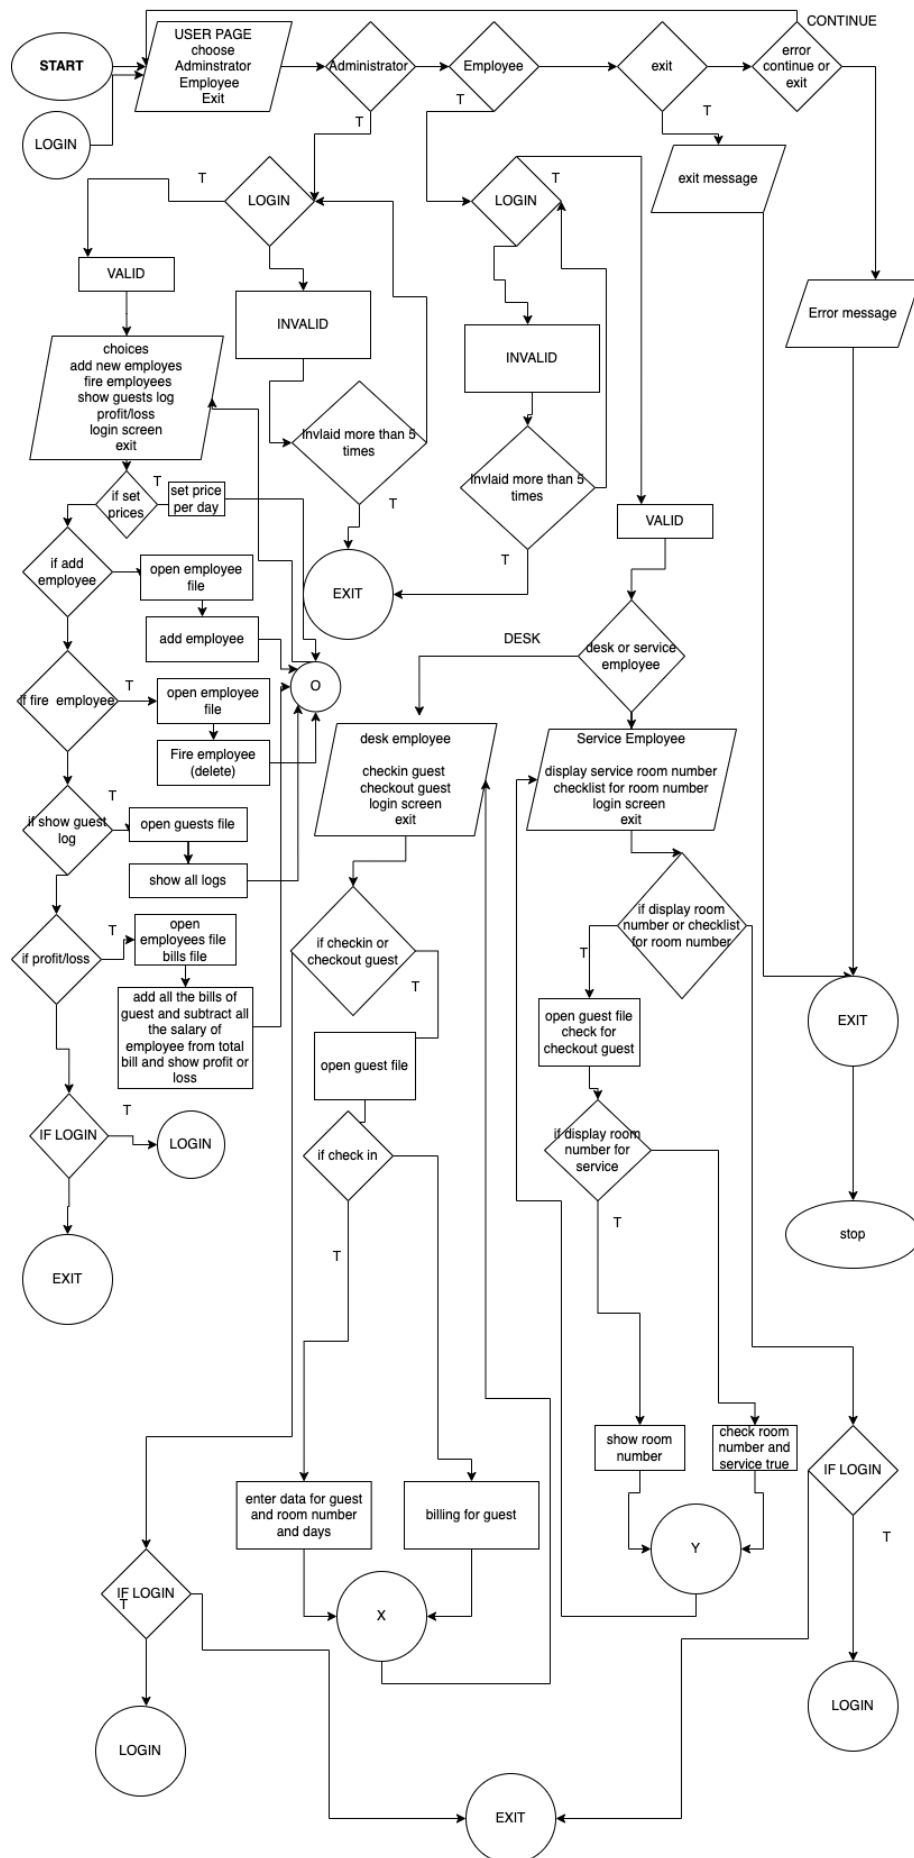 CONTINUE
USER PAGE
choose
Adminstrator
Employee
Exit
START
Administrator
Employee
exit
error
continue or
exit
T
T
T
LOGIN
exit message
T
LOGIN
T
LOGIN
VALID
INVALID
Error message
choices
add new employes
fire employees
show guests log
profit/loss
login screen
exit
INVALID
Invlaid more than 5
times
Invlaid more than 5
times
if set
prices
T
set price
per day
T
VALID
if add
employee
open employee
file
T
EXIT
add employee
DESK
desk or service
employee
if fire employee
T
open employee
file
O
Fire employee
(delete)
desk employee
checkin guest
checkout guest
login screen
exit
Service Employee
display service room number
checklist for room number
login screen
exit
T
if show guest
log
open guests file
show all logs
if display room
number or checklist
for room number
T
if profit/loss
T
open
employees file
bills file
if checkin or
checkout guest
T
add all the bills of
guest and subtract all
the salary of
employee from total
bill and show profit or
loss
open guest file
open guest file
check for
checkout guest
EXIT
T
IF LOGIN
LOGIN
if check in
if display room
number for
service
T
T
stop
EXIT
show room
number
check room
number and
service true
IF LOGIN
enter data for guest
and room number
and days
billing for guest
T
Y
IF LOGIN
T
X
LOGIN
LOGIN
EXIT